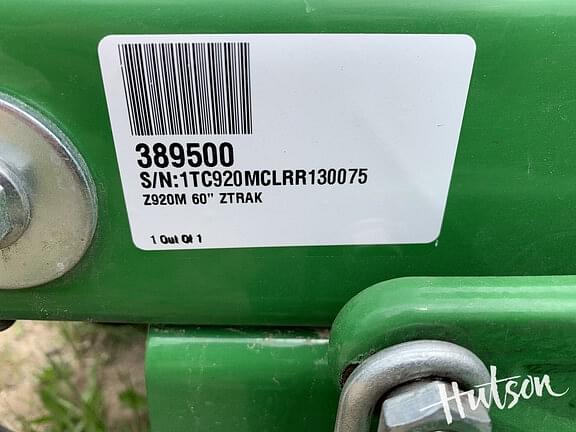 389500
S/N:1TC920MCLRR130075
Z920M 60" ZTRAK
1 Out Of 1
Hutson